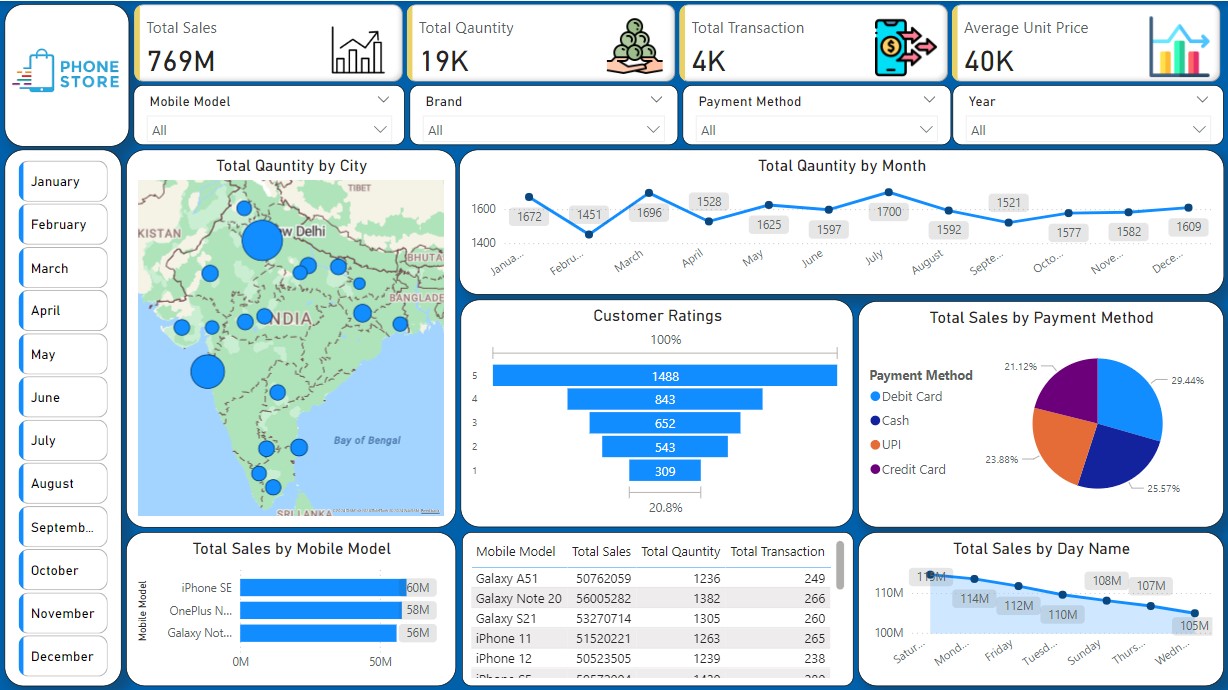 PHONE
STORE
Total Sales
769M
Total Qauntity
19K
Total Transaction
4K
Average Unit Price
40K
Mobile Model
All
Brand
All
Payment Method
All
Year
All
January
February
March
April
May
June
July
August
Septemb...
October
November
December
Total Qauntity by City
TIBET
KISTAN
New Delhi
BHUTA
BANGLADE
INDIA
Bay of Bengal
SRI LANKA
Total Qauntity by Month
1600
1400
1672
1451
1696
1528
1625
1597
1700
1592
1521
1577
1582
1609
Janua...
Febru...
March
April
May
June
July
August
Septe...
Octo...
Nove...
Dece...
Customer Ratings
100%
5 1488
4 843
3 652
2 543
1 309
20.8%
Total Sales by Payment Method
Payment Method
Debit Card
Cash
UPI
Credit Card
21.12%
29.44%
23.88%
25.57%
Total Sales by Mobile Model
Mobile Model
iPhone SE 60M
OnePlus N... 58M
Galaxy Not... 56M
0M 50M
Mobile Model Total Sales Total Qauntity Total Transaction
Galaxy A51 50762059 1236 249
Galaxy Note 20 56005282 1382 266
Galaxy S21 53270714 1305 260
iPhone 11 51520221 1263 265
iPhone 12 50523505 1239 238
Total Sales by Day Name
110M
100M
114M
112M
110M
108M
107M
105M
Satur...
Mond...
Friday
Tuesd...
Sunday
Thurs...
Wedn...